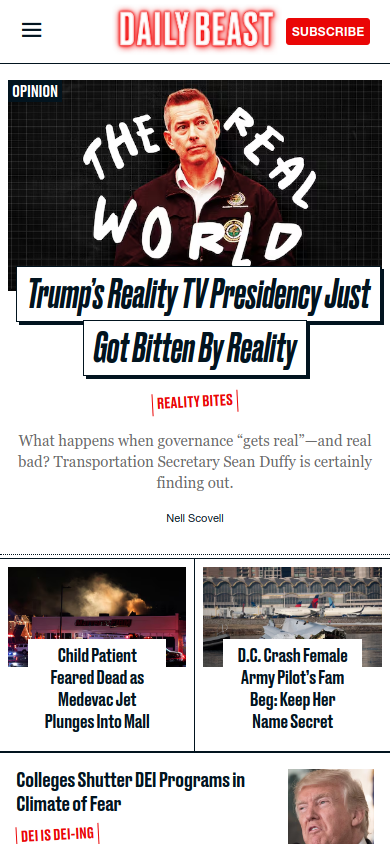 DAILY BEAST
SUBSCRIBE
OPINION
THE REAL
WORLD
Trump's Reality TV Presidency Just
Got Bitten By Reality
REALITY BITES
What happens when governance “gets real”—and real
bad? Transportation Secretary Sean Duffy is certainly
finding out.
Nell Scovell
Child Patient
Feared Dead as
Medevac Jet
Plunges Into Mall
D.C. Crash Female
Army Pilot’s Fam
Beg: Keep Her
Name Secret
Colleges Shutter DEI Programs in
Climate of Fear
DEI IS DEI-ING